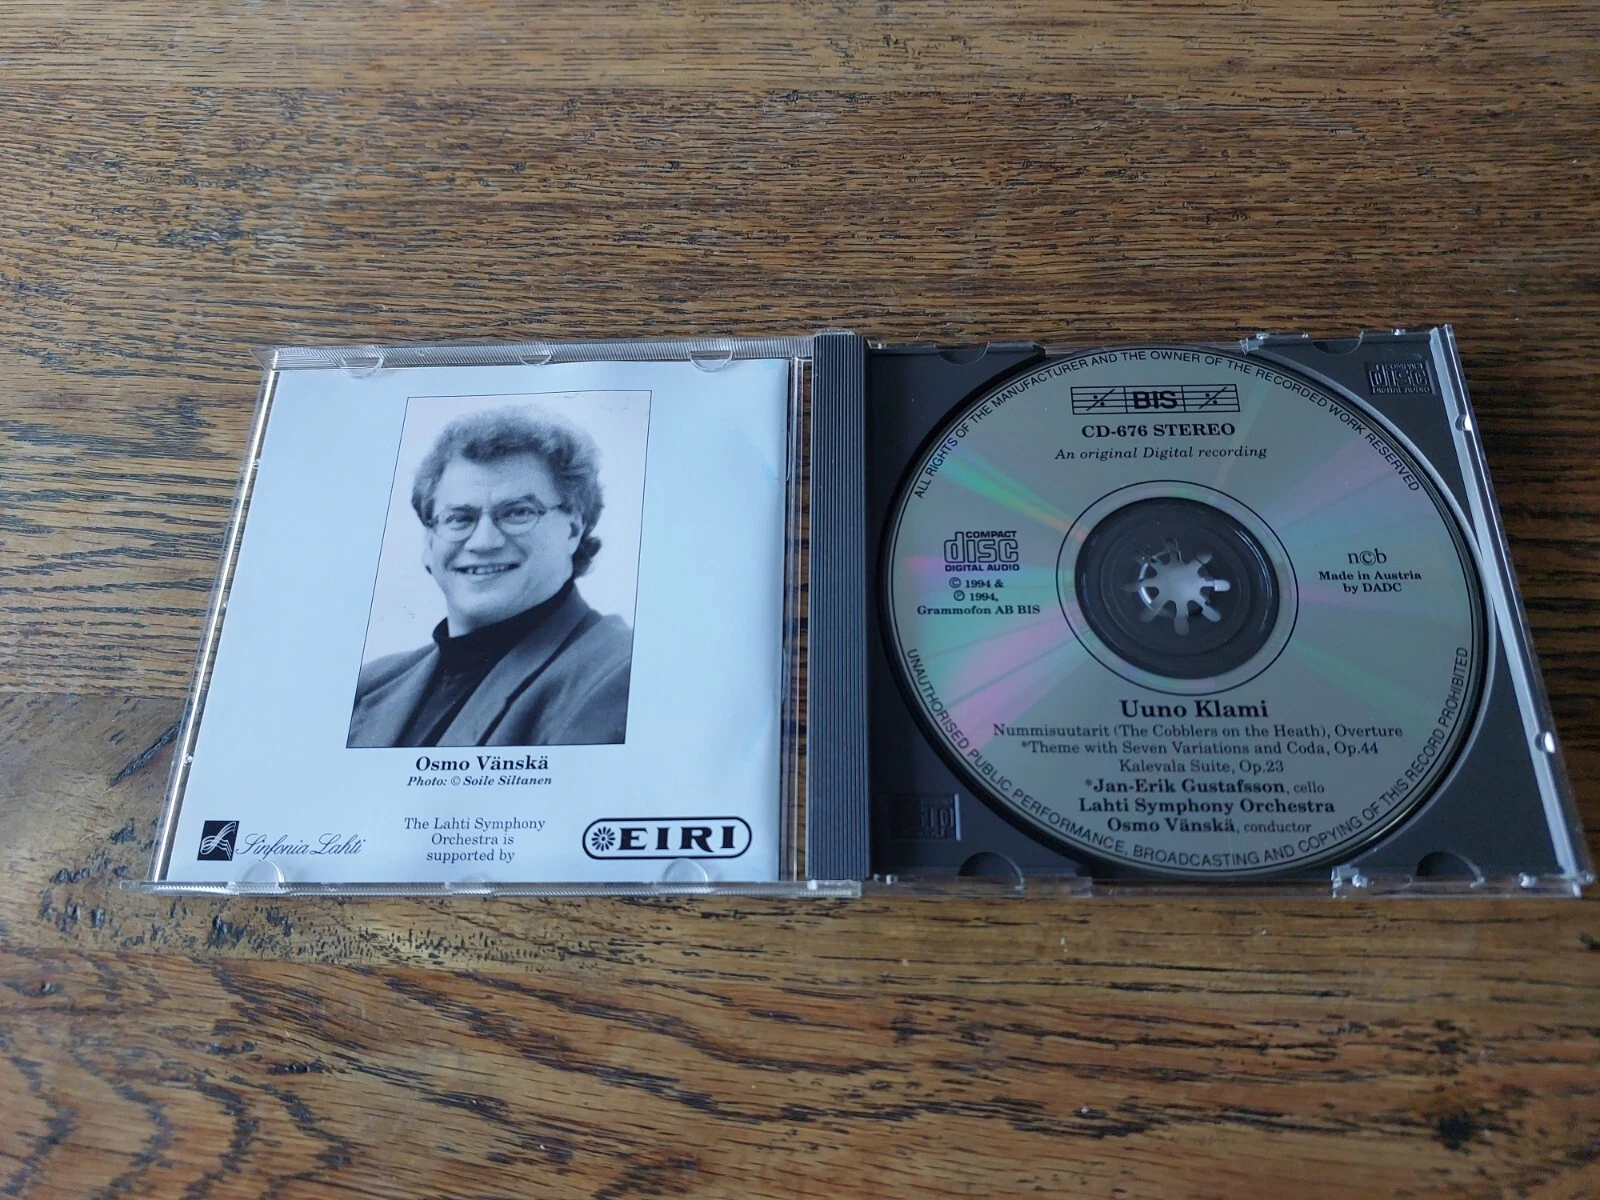 Osmo Vänskä
Photo: © Soile Siltanen
Sinfonia Lahti
The Lahti Symphony
Orchestra is
supported by
EIRI
ALL RIGHTS OF THE MANUFACTURER AND THE OWNER OF THE RECORDED WORK RESERVED
BIS
CD-676 STEREO
An original Digital recording
COMPACT
disc
DIGITAL AUDIO
© 1994 &
℗ 1994,
Grammofon AB BIS
n©b
Made in Austria
by DADC
Uuno Klami
Nummisuutarit (The Cobblers on the Heath), Overture
*Theme with Seven Variations and Coda, Op.44
Kalevala Suite, Op.23
*Jan-Erik Gustafsson, cello
Lahti Symphony Orchestra
Osmo Vänskä, conductor
UNAUTHORISED PUBLIC PERFORMANCE, BROADCASTING AND COPYING OF THIS RECORD PROHIBITED
COMPACT
disc
DIGITAL AUDIO